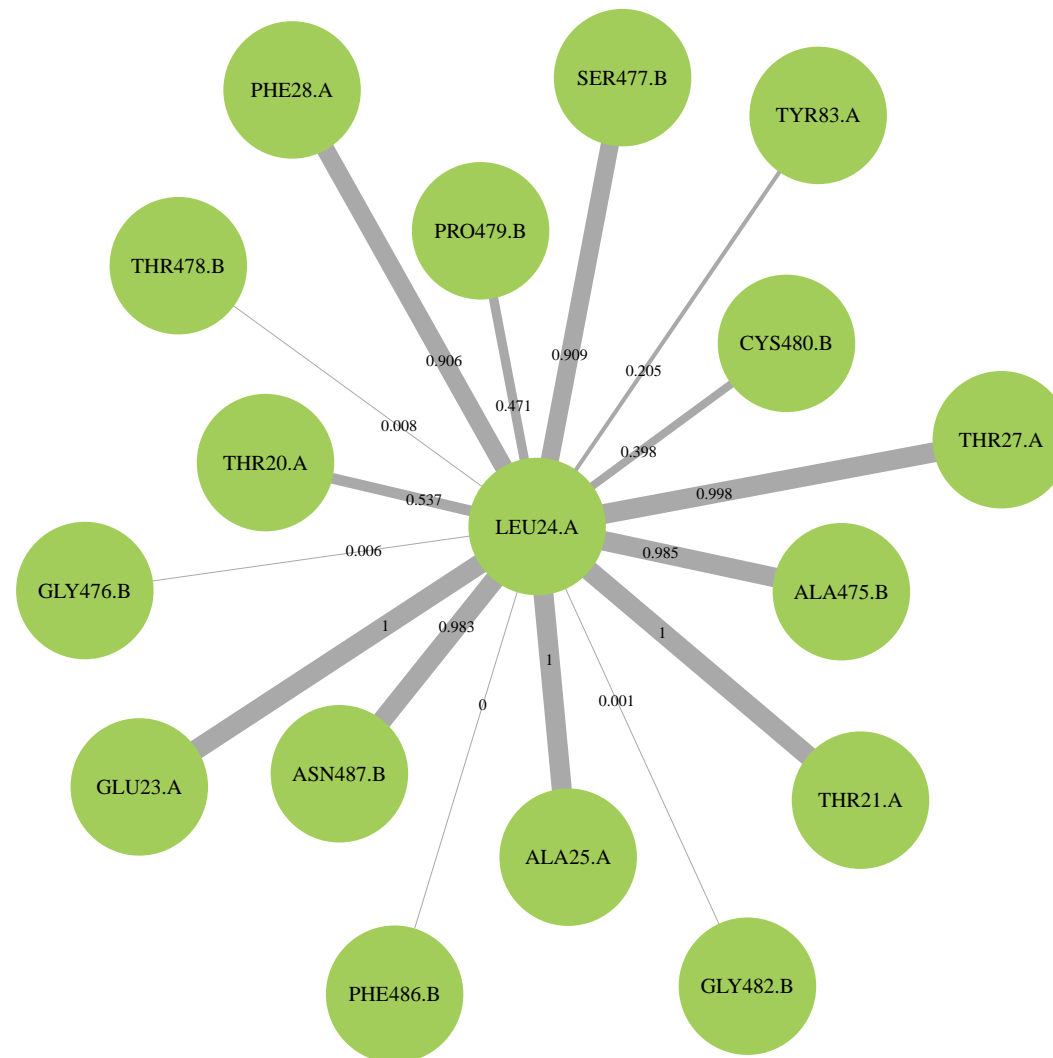 SER477.B
PHE28.A
TYR83.A
PRO479.B
THR478.B
CYS480.B
0.909
0.906
0.205
0.471
0.008
THR27.A
0.398
THR20.A
0.998
0.537
LEU24.A
0.006
0.985
GLY476.B
ALA475.B
1
0.983
1
1
0
0.001
ASN487.B
GLU23.A
THR21.A
ALA25.A
GLY482.B
PHE486.B